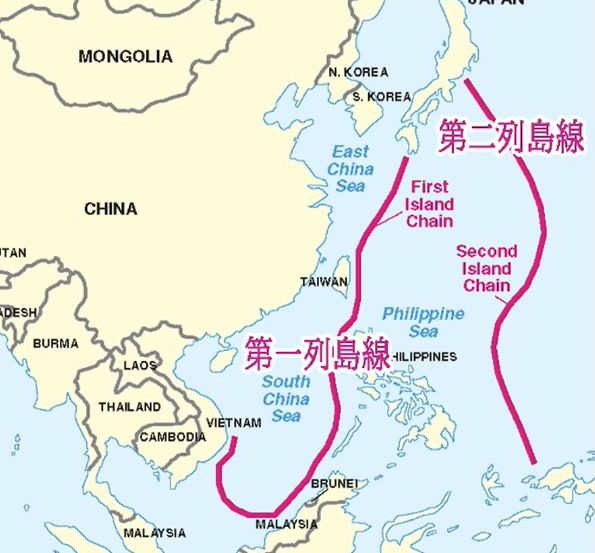 JAPAN
MONGOLIA
N. KOREA
S. KOREA
第二列島線
East
China
Sea
First
Island
Chain
CHINA
Second
Island
Chain
UTAN
TAIWAN
Philippine
Sea
ADESH
BURMA
第一列島線
HILIPPINES
LAOS
South
China
Sea
THAILAND
VIETNAM
CAMBODIA
BRUNEI
MALAYSIA
MALAYSIA